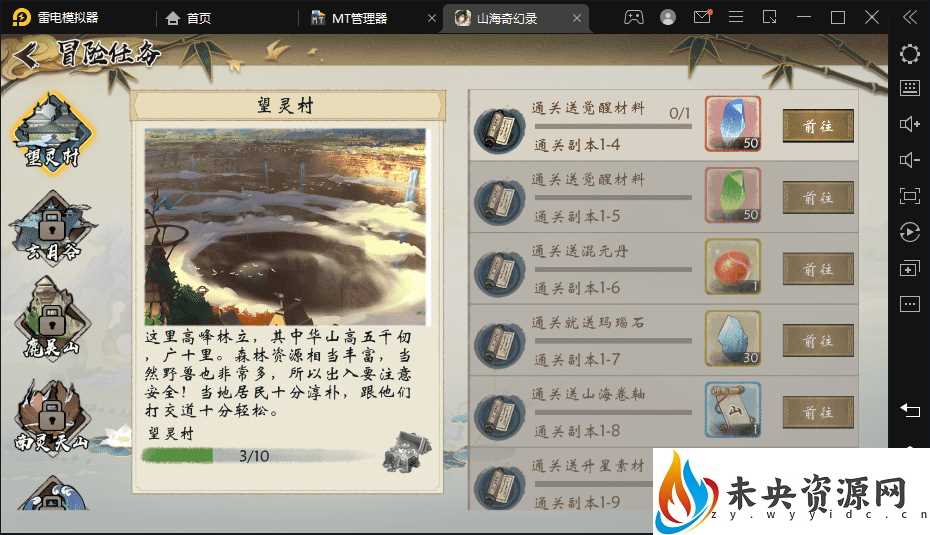 雷电模拟器
首页
MT管理器
山海奇幻录
冒险任务
望灵村
玄月谷
虎吴山
南灵天山
望灵村
这里高峰林立，其中华山高五千仞
，广十里。森林资源相当丰富，当
然野兽也非常多，所以出入要注意
安全！当地居民十分淳朴，跟他们
打交道十分轻松。
望灵村
3/10
通关送觉醒材料
0/1
通关副本1-4
50
前往
通关送觉醒材料
通关副本1-5
50
前往
通关送混元丹
通关副本1-6
1
前往
通关就送玛瑙石
通关副本1-7
30
前往
通关送山海卷轴
通关副本1-8
山
1
前往
通关送升星素材
通关副本1-9
未央资源网
zy.wyyidc.cn